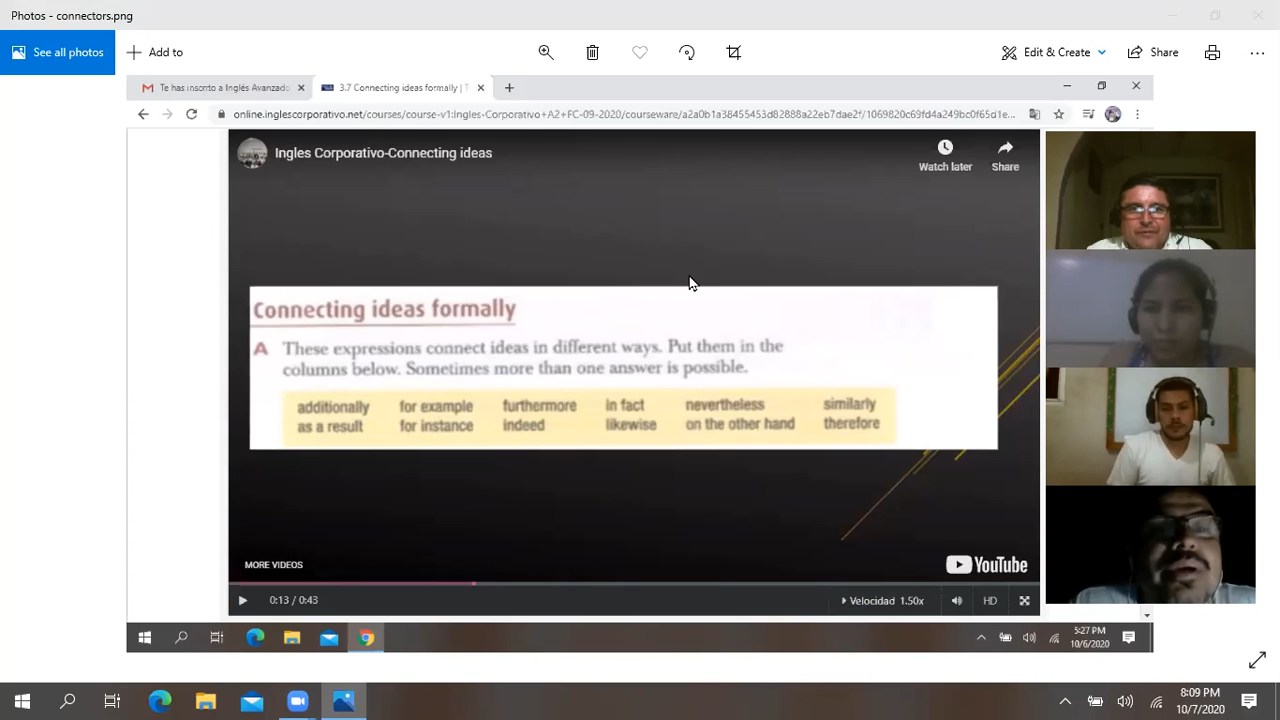 Photos - connectors.png
See all photos
Add to
Edit & Create
Share
Te has inscrito a Inglés Avanzado
3.7 Connecting ideas formally | T
online.inglescorporativo.net/courses/course-v1:Ingles-Corporativo+A2+FC-09-2020/courseware/a2a0b1a38455453d82888a22eb7dae2f/1069820c69fd4a249bc0f65d1e...
Ingles Corporativo-Connecting ideas
Watch later
Share
Connecting ideas formally
A These expressions connect ideas in different ways. Put them in the
columns below. Sometimes more than one answer is possible.
additionally for example furthermore in fact nevertheless similarly
as a result for instance indeed likewise on the other hand therefore
MORE VIDEOS
YouTube
0:13 / 0:43
Velocidad 1.50x
HD
5:27 PM
10/6/2020
8:09 PM
10/7/2020